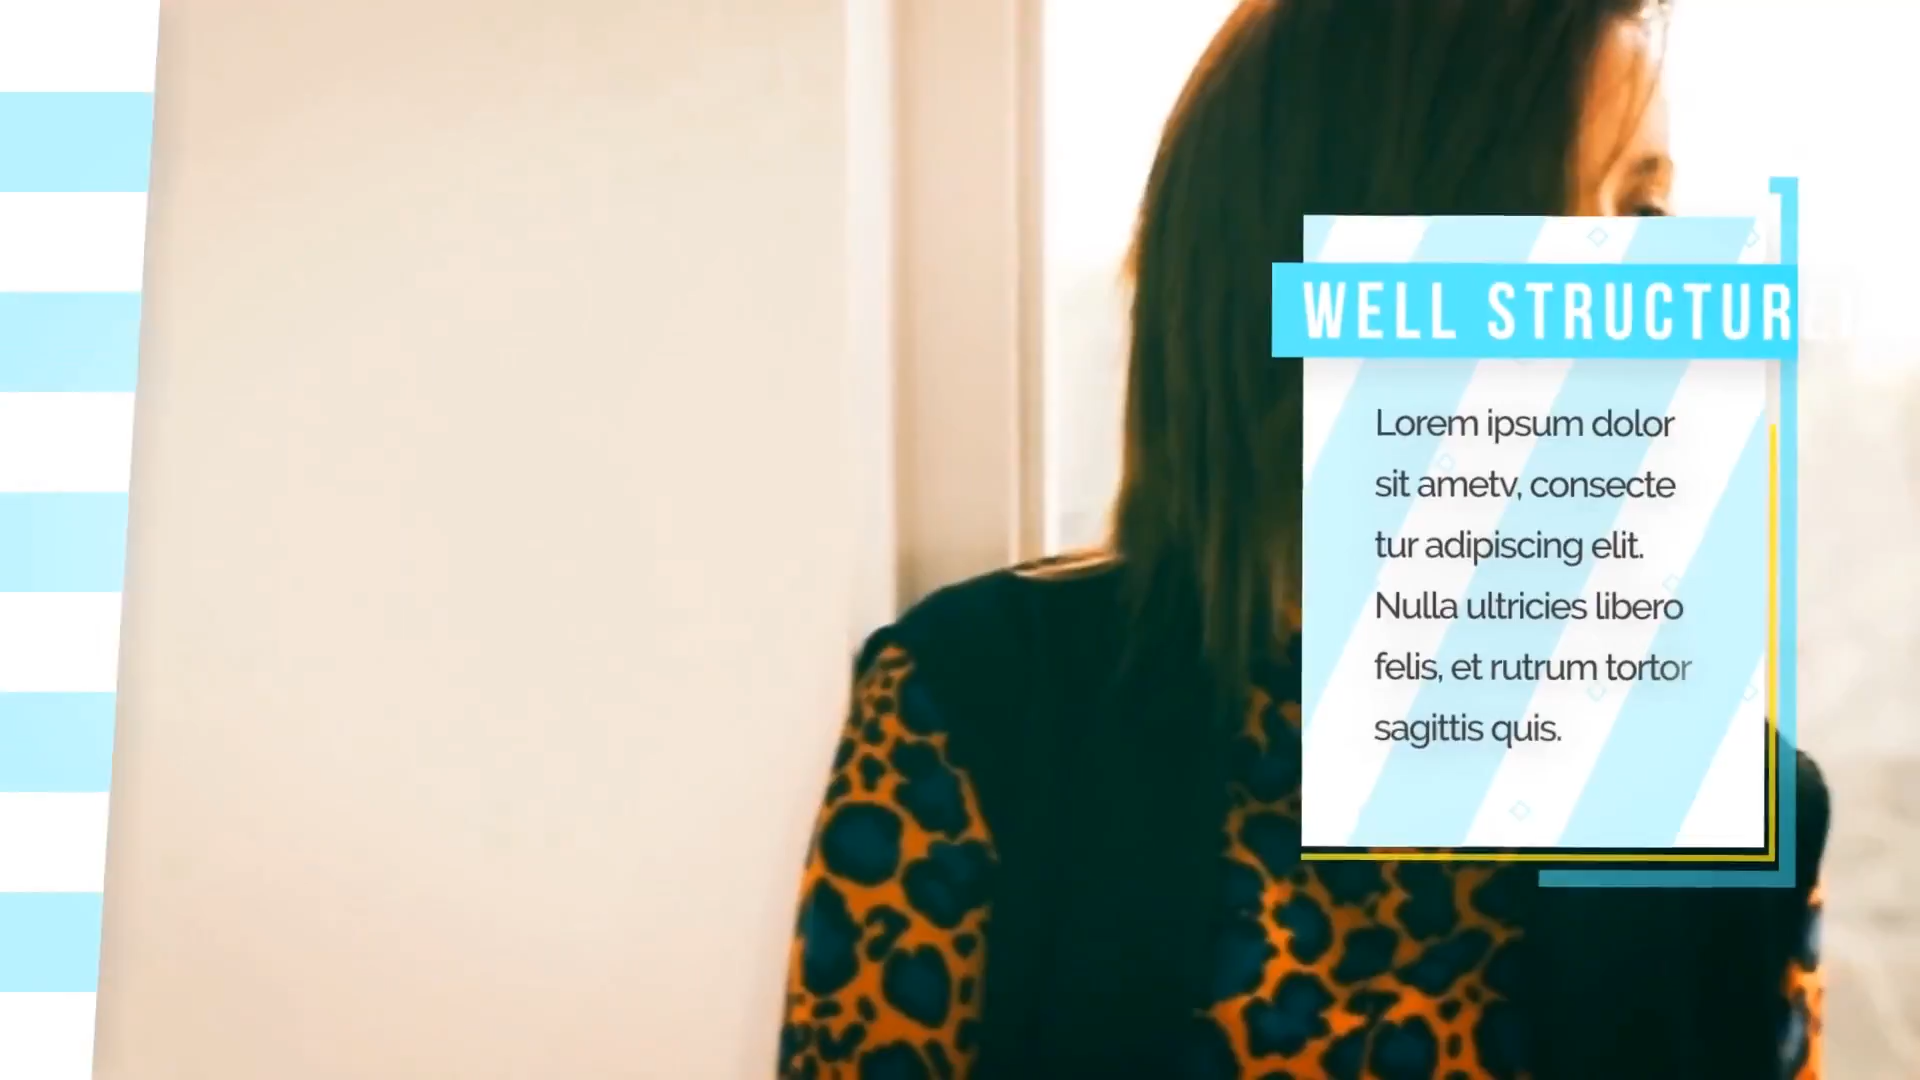 WELL STRUCTURED
Lorem ipsum dolor
sit ametv, consecte
tur adipiscing elit.
Nulla ultricies libero
felis, et rutrum tortor
sagittis quis.